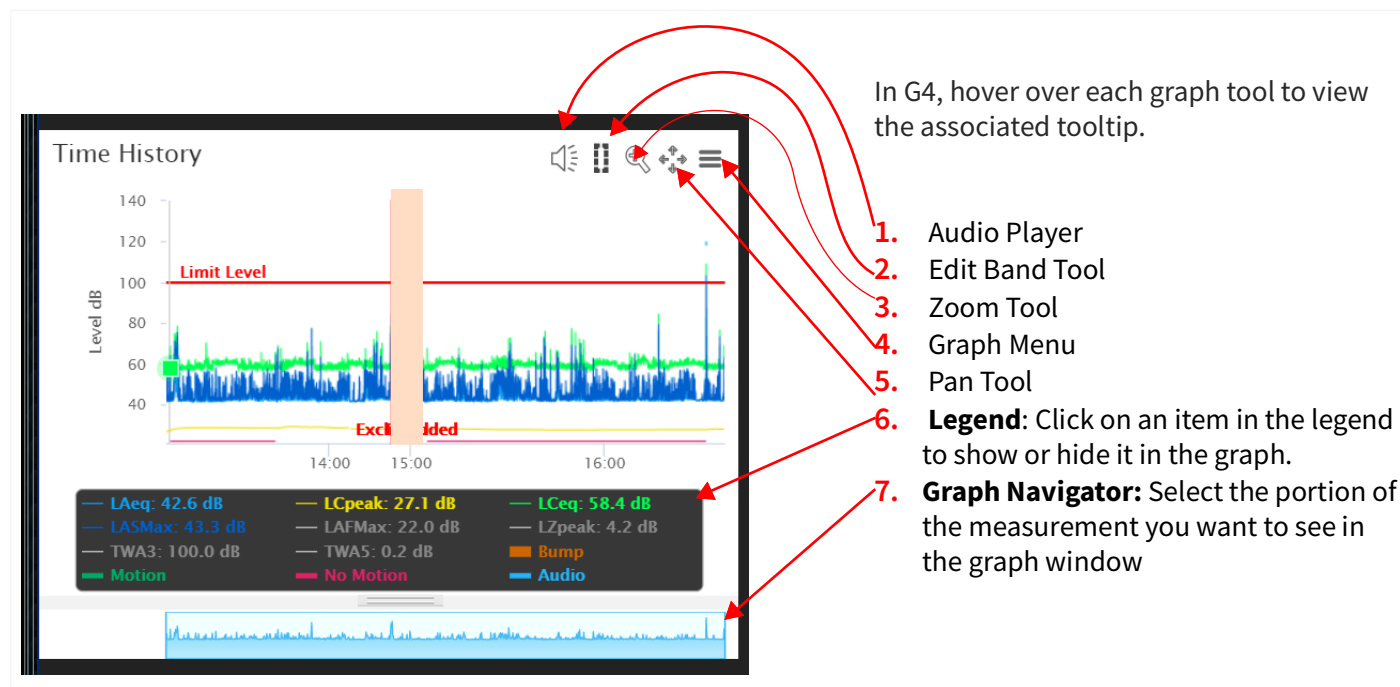 In G4, hover over each graph tool to view
the associated tooltip.
Time History
140
120
100
80
60
40
Level dB
Limit Level
14:00
15:00
16:00
LAeq: 42.6 dB
LCpeak: 27.1 dB
LCeq: 58.4 dB
LASMax: 43.3 dB
LAFMax: 22.0 dB
LZpeak: 4.2 dB
TWA3: 100.0 dB
TWA5: 0.2 dB
Bump
Motion
No Motion
Audio
1. Audio Player
2. Edit Band Tool
3. Zoom Tool
4. Graph Menu
5. Pan Tool
6. Legend: Click on an item in the legend
to show or hide it in the graph.
7. Graph Navigator: Select the portion of
the measurement you want to see in
the graph window